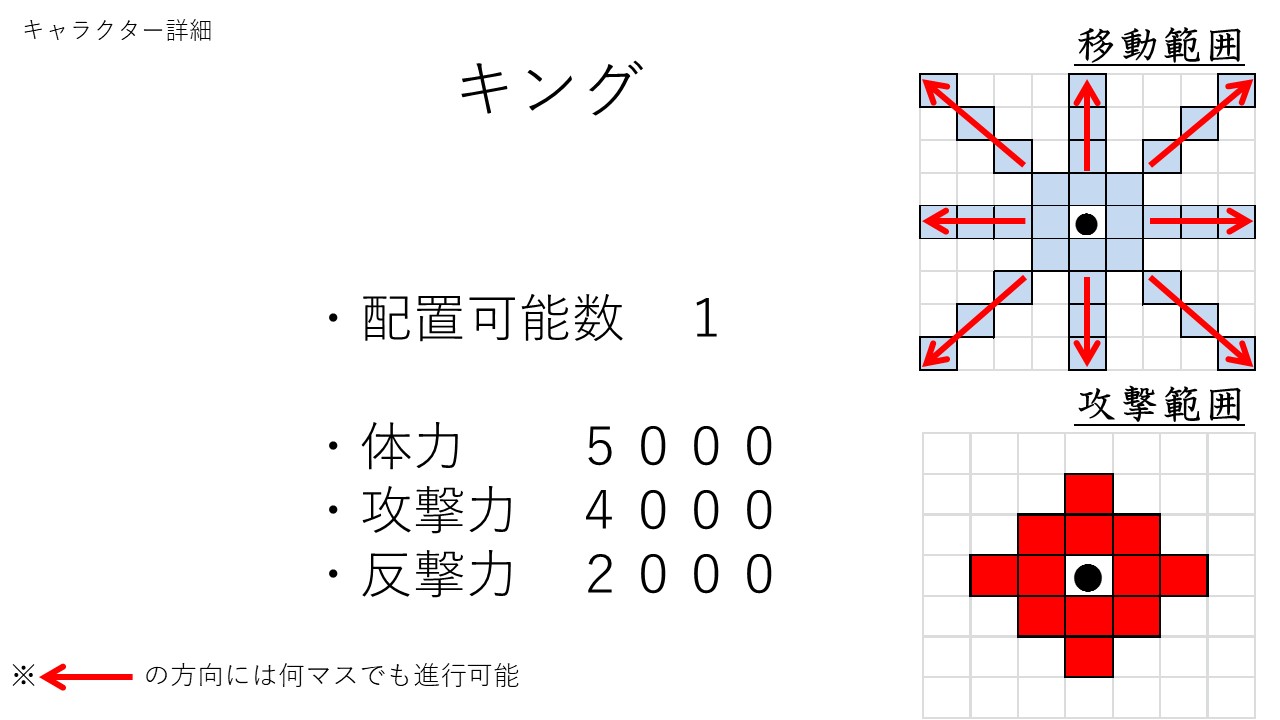 キャラクター詳細
キング
移動範囲
・配置可能数　１
攻撃範囲
・体力　　５０００
・攻撃力　４０００
・反撃力　２０００
※ の方向には何マスでも進行可能